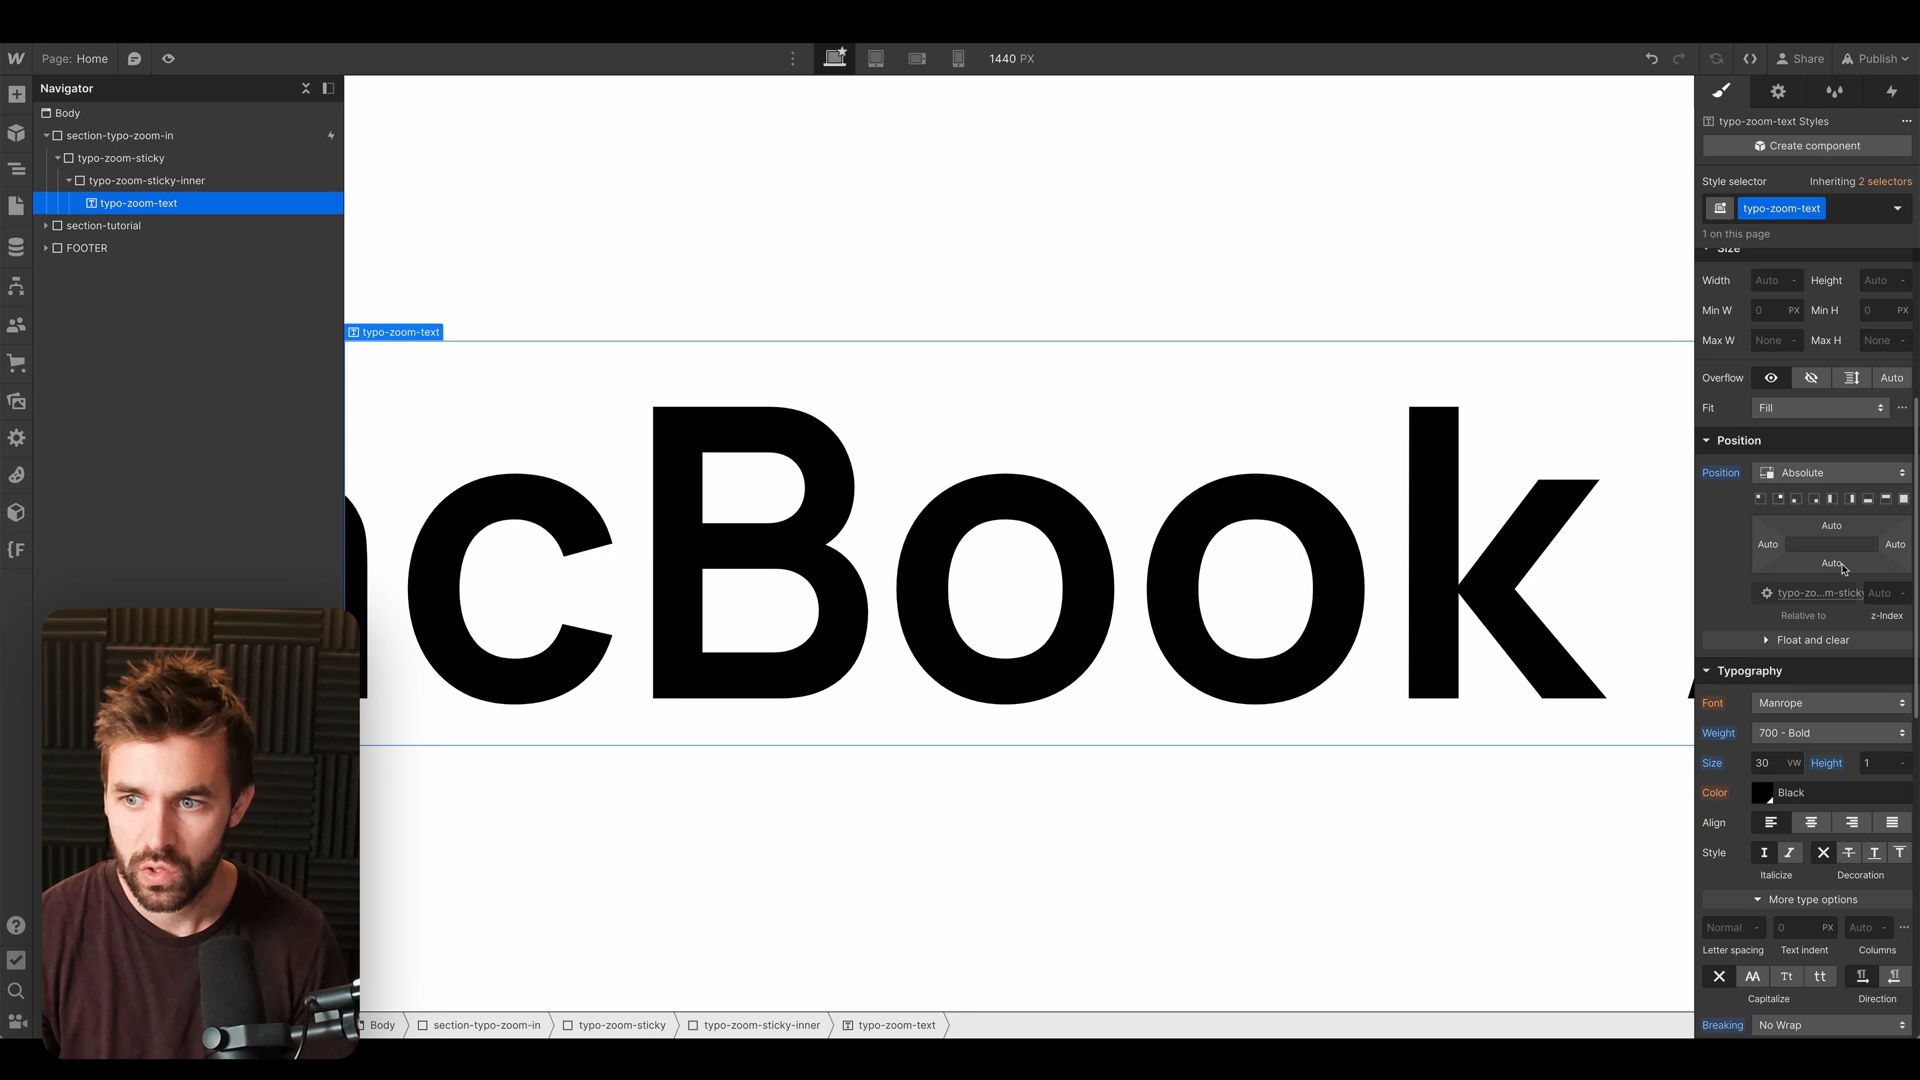 Page: Home
1440 PX
Share
Publish
Navigator
Body
section-typo-zoom-in
typo-zoom-sticky
typo-zoom-sticky-inner
typo-zoom-text
section-tutorial
FOOTER
typo-zoom-text
acBook
typo-zoom-text Styles
Create component
Style selector
Inheriting 2 selectors
typo-zoom-text
1 on this page
Size
Width Auto - Height Auto -
Min W 0 PX Min H 0 PX
Max W None - Max H None -
Overflow Auto
Fit Fill
Position
Position Absolute
Auto
Auto Auto
Auto
typo-zo...m-sticky Auto -
Relative to z-Index
Float and clear
Typography
Font Manrope
Weight 700 - Bold
Size 30 VW Height 1 -
Color Black
Align
Style
Italicize Decoration
More type options
Normal - 0 PX Auto -
Letter spacing Text indent Columns
AA Tt tt
Capitalize Direction
Breaking No Wrap
Body section-typo-zoom-in typo-zoom-sticky typo-zoom-sticky-inner typo-zoom-text